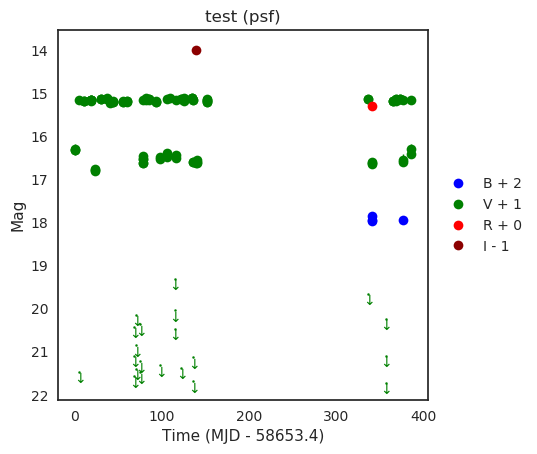 test (psf)
14
15
16
17
18
19
20
21
22
Mag
0
100
200
300
400
Time (MJD - 58653.4)
B + 2
V + 1
R + 0
I - 1